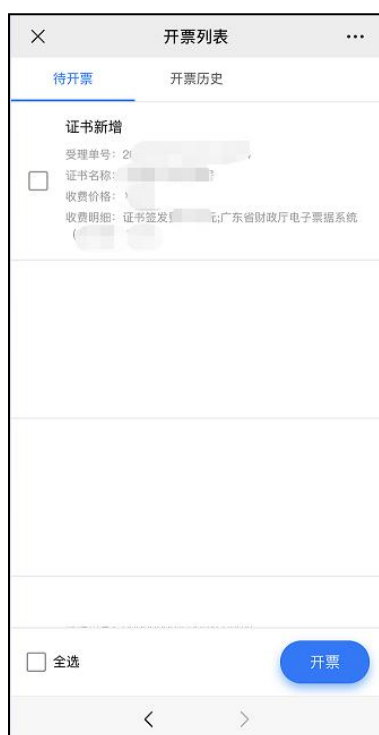 开票列表
待开票
开票历史
证书新增
受理单号: 2
证书名称:
收费价格:
收费明细: 证书签发 元;广东省财政厅电子票据系统
(
全选
开票